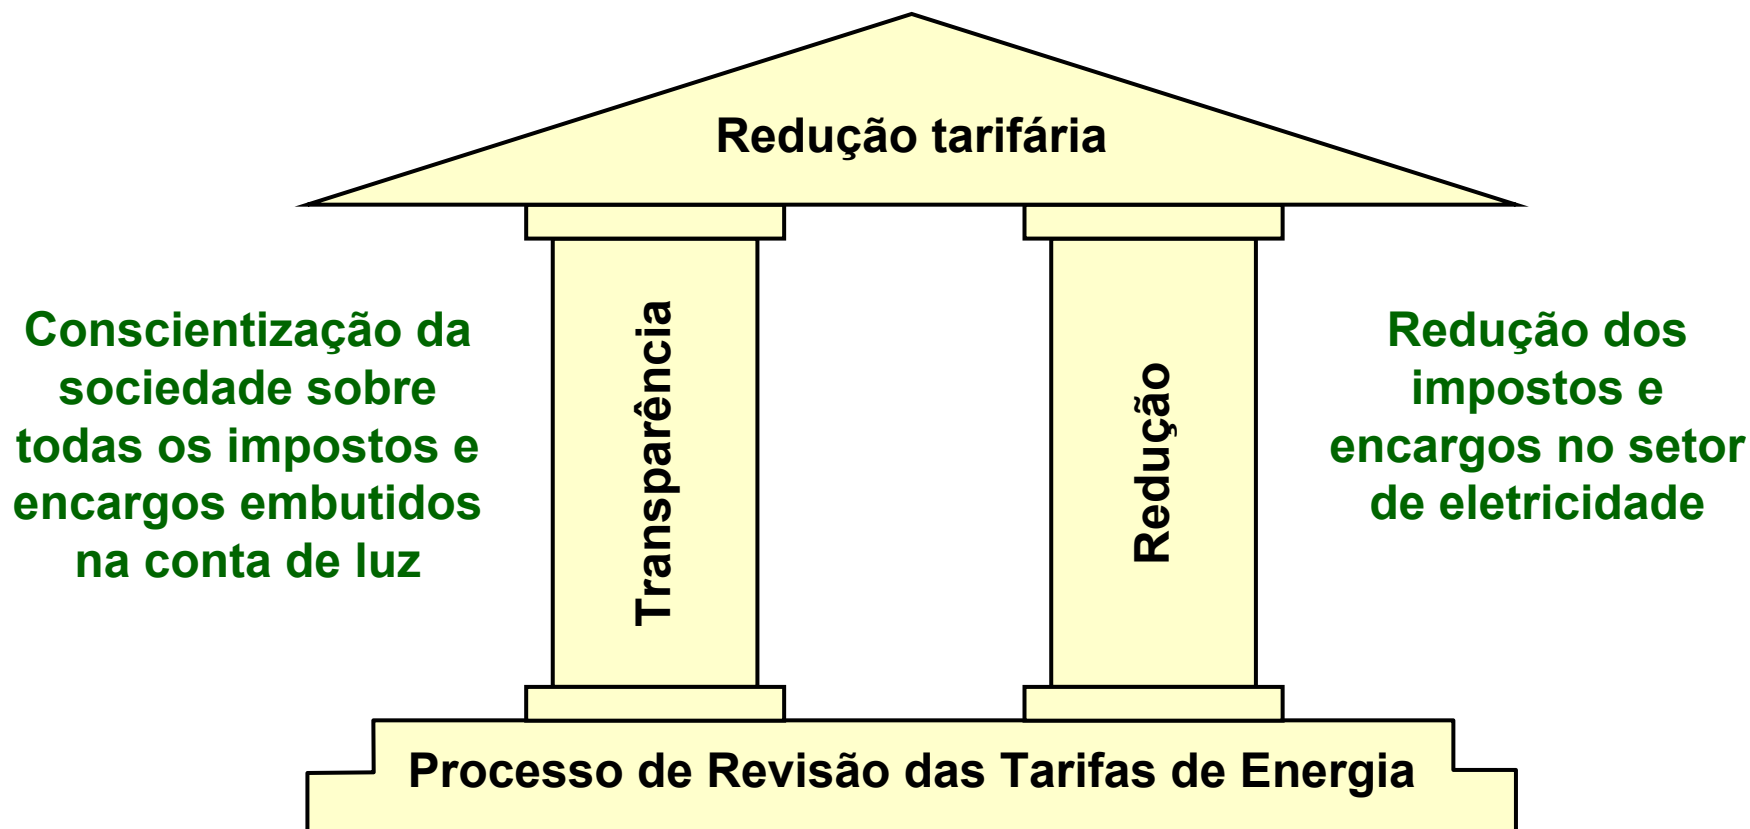 Redução tarifária
Conscientização da
sociedade sobre
todas os impostos e
encargos embutidos
na conta de luz
Transparência
Redução
Redução dos
impostos e
encargos no setor
de eletricidade
Processo de Revisão das Tarifas de Energia